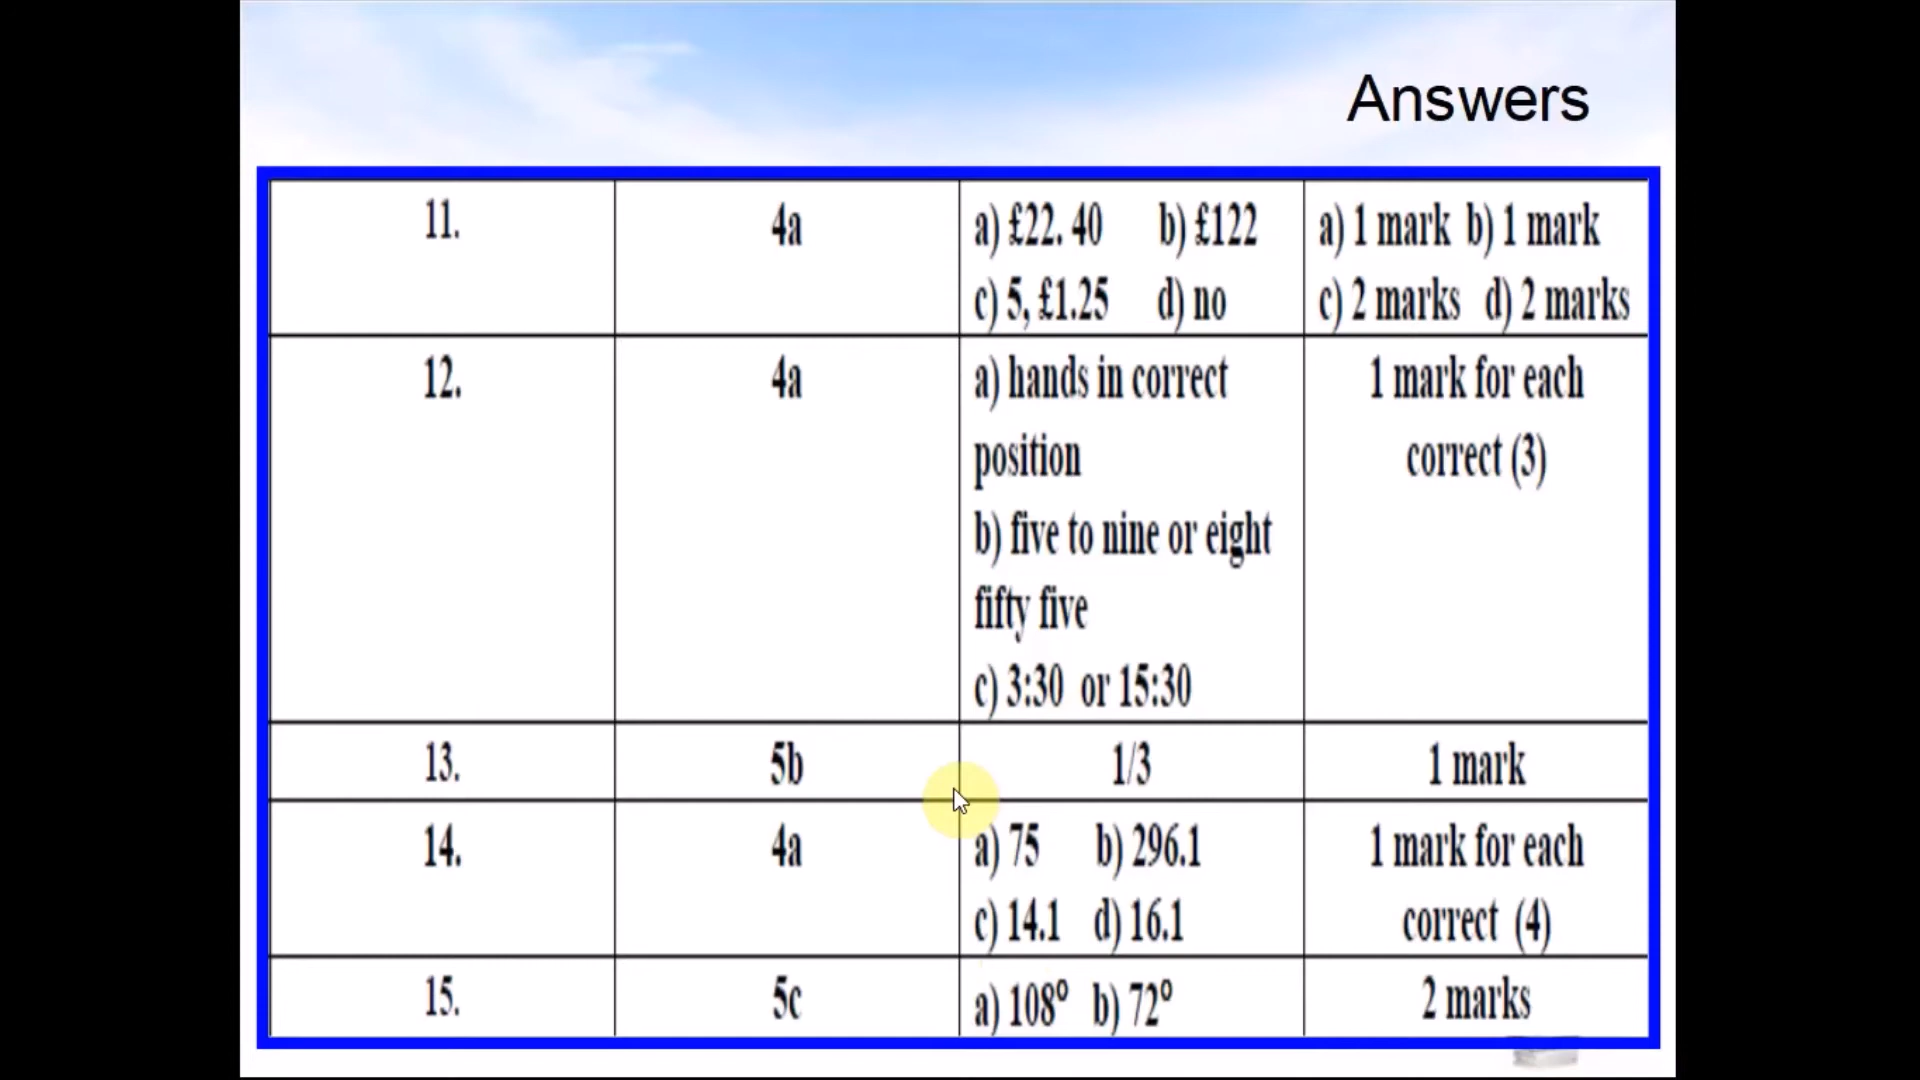 Answers
11. 4a a) £22. 40 b) £122 a) 1 mark b) 1 mark
c) 5, £1.25 d) no c) 2 marks d) 2 marks
12. 4a a) hands in correct 1 mark for each
position correct (3)
b) five to nine or eight
fifty five
c) 3:30 or 15:30
13. 5b 1/3 1 mark
14. 4a a) 75 b) 296.1 1 mark for each
c) 14.1 d) 16.1 correct (4)
15. 5c a) 108° b) 72° 2 marks